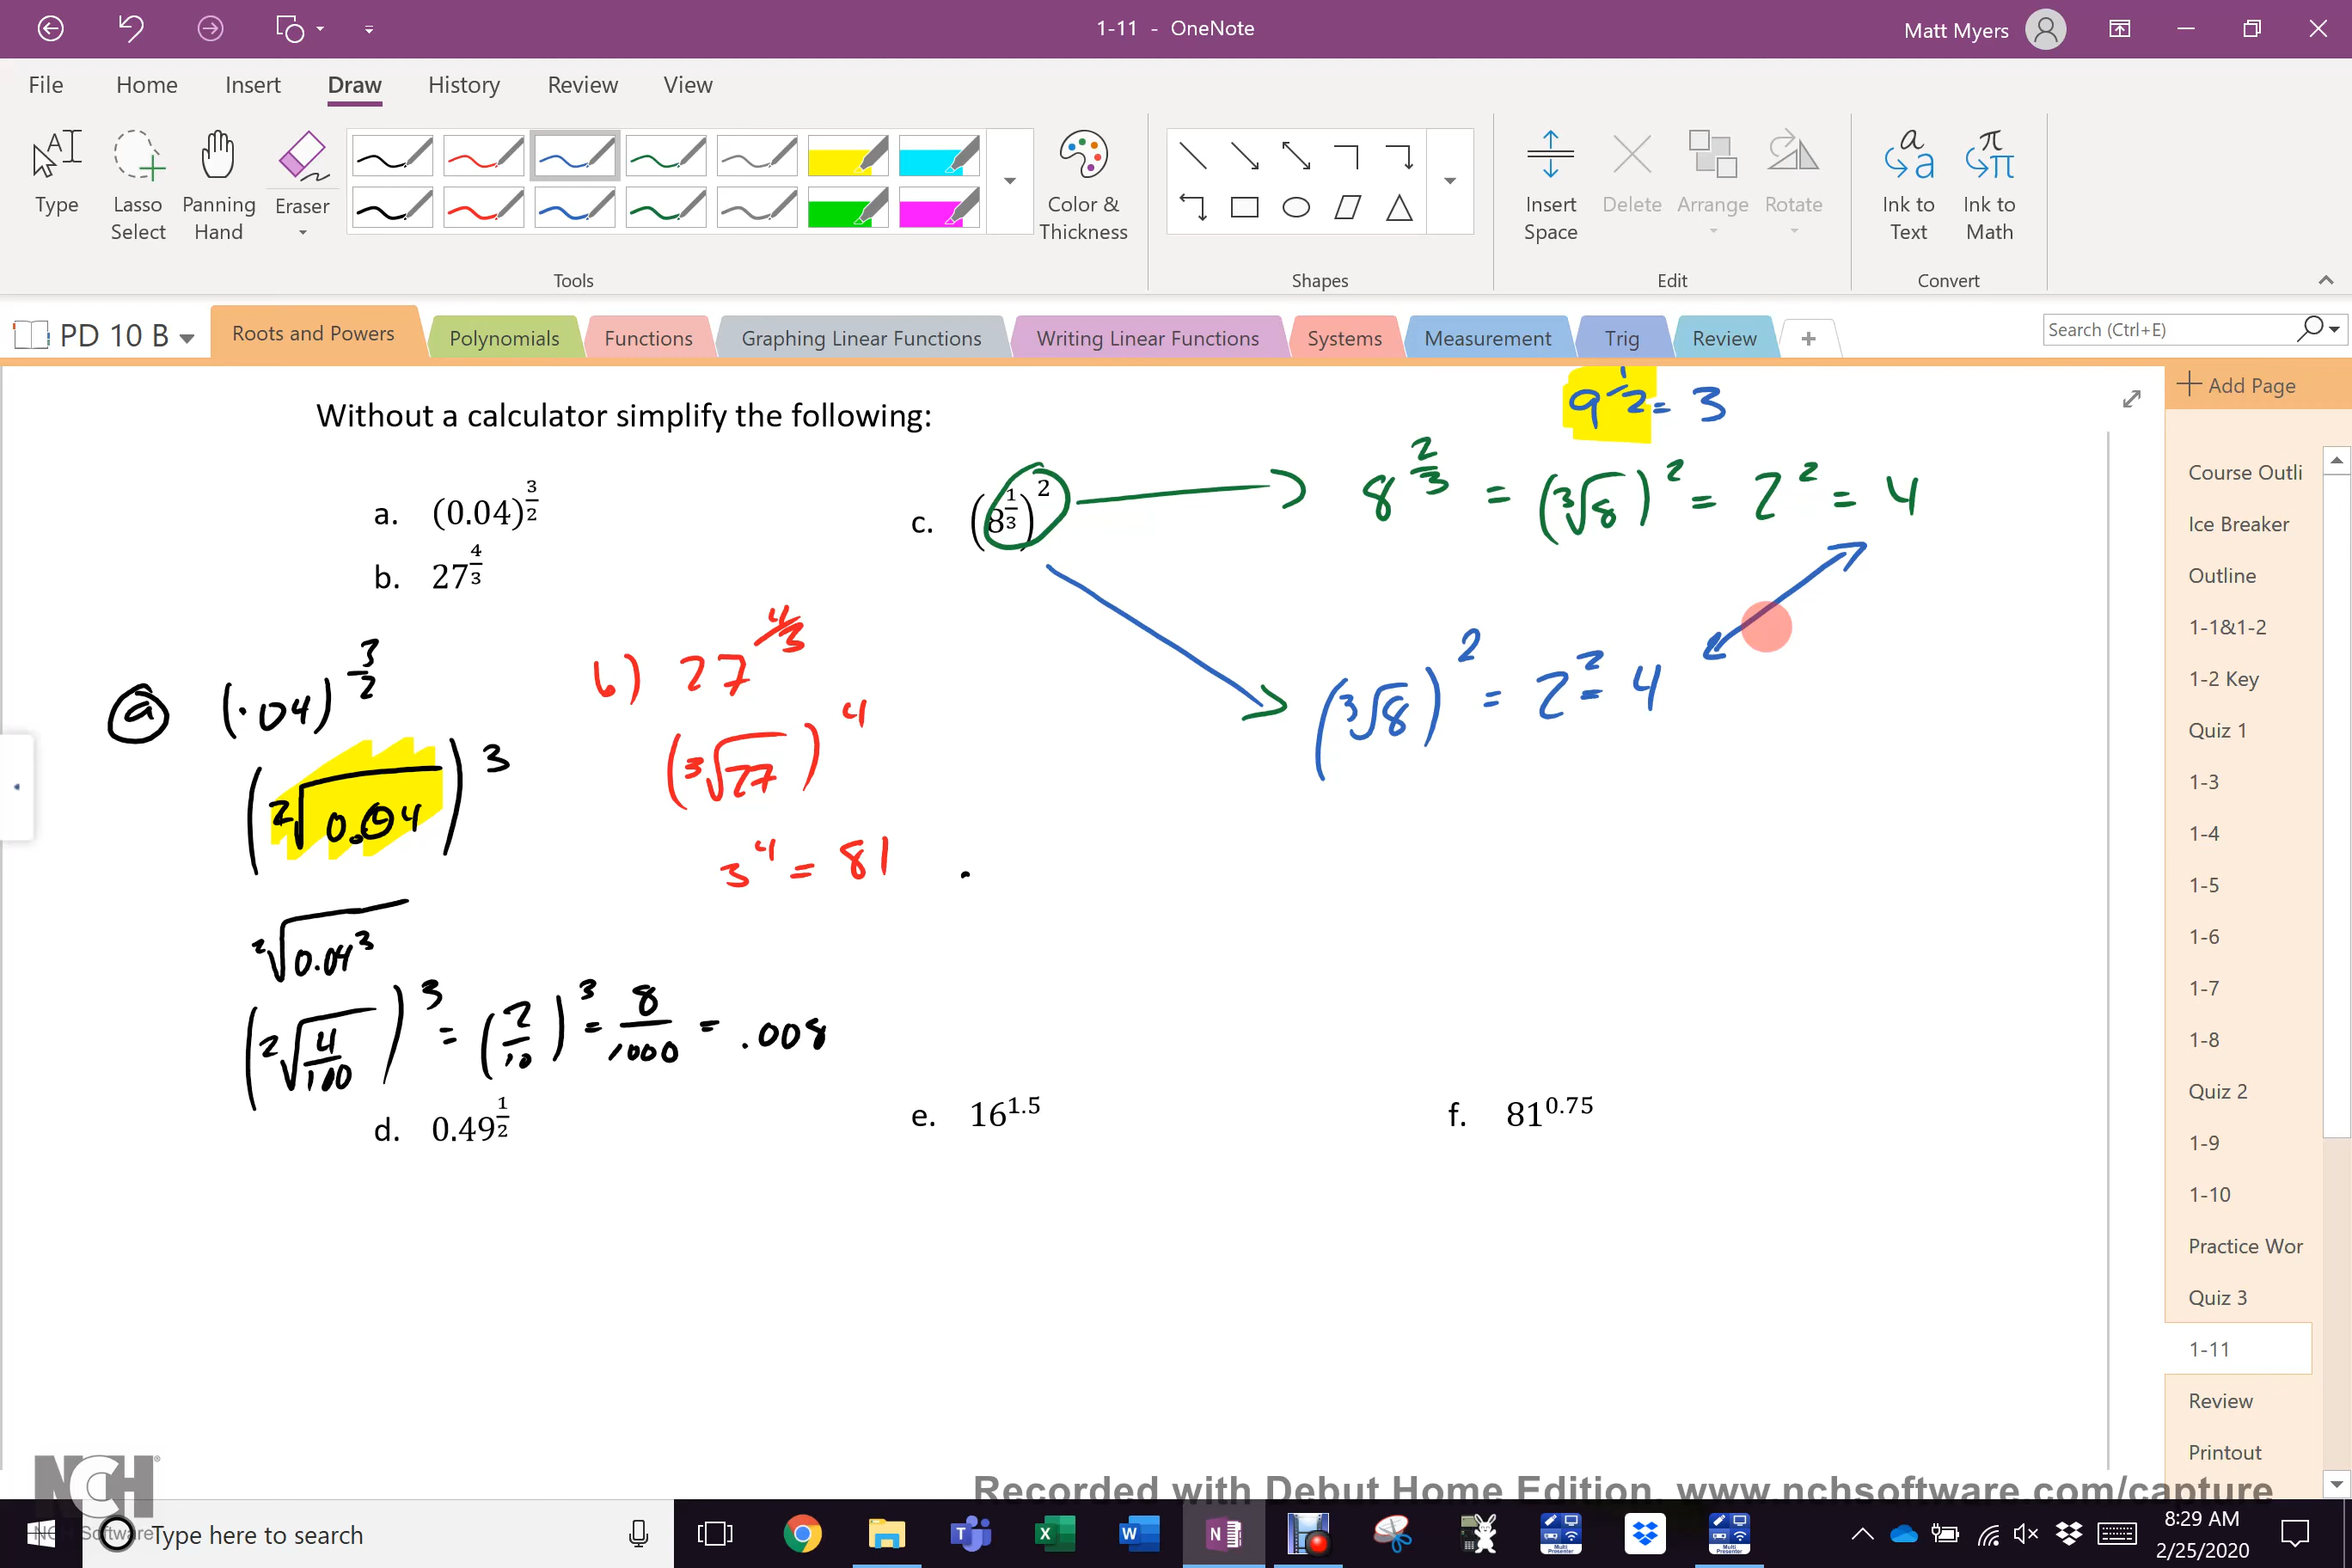 1-11 - OneNote
Matt Myers
File Home Insert Draw History Review View
Type
Lasso Select
Panning Hand
Eraser
Color & Thickness
Insert Space
Delete
Arrange
Rotate
Ink to Text
Ink to Math
Tools
Shapes
Edit
Convert
PD 10 B
Roots and Powers
Polynomials
Functions
Graphing Linear Functions
Writing Linear Functions
Systems
Measurement
Trig
Review
Search (Ctrl+E)
Add Page
Course Outli
Ice Breaker
Outline
1-1&1-2
1-2 Key
Quiz 1
1-3
1-4
1-5
1-6
1-7
1-8
Quiz 2
1-9
1-10
Practice Wor
Quiz 3
1-11
Review
Printout
9^(1/2) = 3
Without a calculator simplify the following:
a. (0.04)^(3/2)
b. 27^(4/3)
c. (8^(1/3))^2
8^(2/3) = (∛8)^2 = 2^2 = 4
(∛8)^2 = 2^2 = 4
a (.04)^(3/2)
(²√0.04)^3
²√0.04^3
(²√(4/100))^3 = (2/10)^3 = 8/1000 = .008
b) 27^(4/3)
(∛27)^4
3^4 = 81
d. 0.49^(1/2)
e. 16^1.5
f. 81^0.75
NCH®
NCH Software
Recorded with Debut Home Edition. www.nchsoftware.com/capture
Type here to search
8:29 AM
2/25/2020